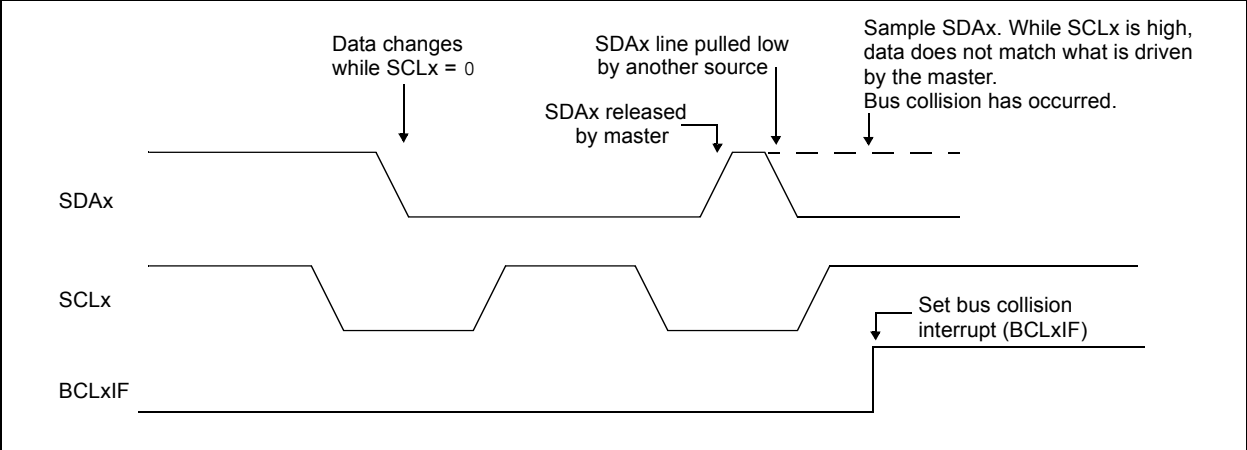 Data changes
while SCLx = 0
SDAx line pulled low
by another source
SDAx released
by master
Sample SDAx. While SCLx is high,
data does not match what is driven
by the master.
Bus collision has occurred.
SDAx
SCLx
Set bus collision
interrupt (BCLxIF)
BCLxIF